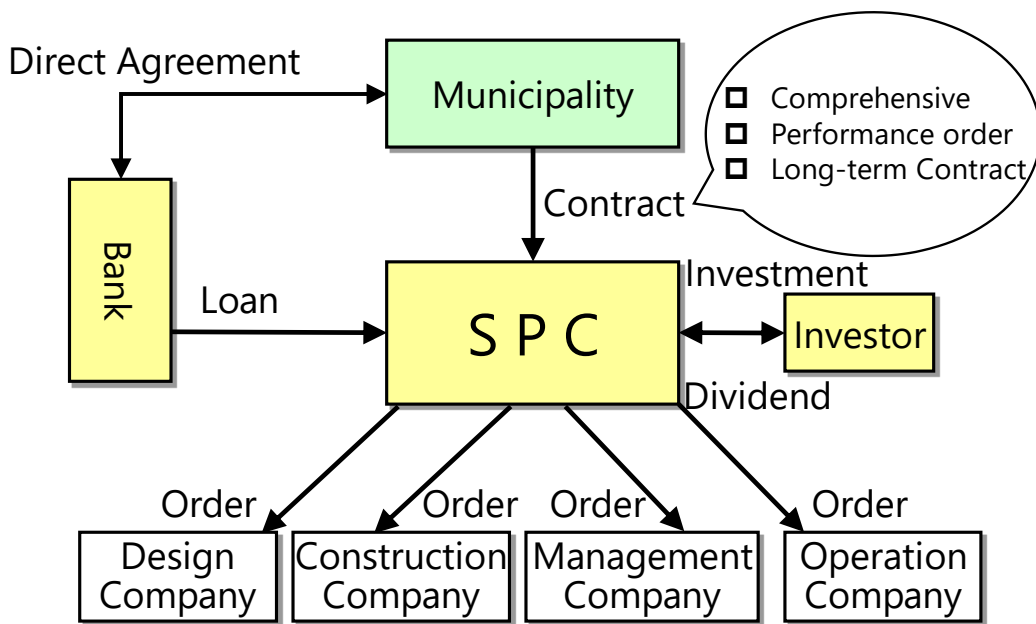 Direct Agreement
Municipality
Comprehensive
Performance order
Long-term Contract
Contract
Bank
Loan
S P C
Investment
Investor
Dividend
Order
Order
Order
Order
Design
Company
Construction
Company
Management
Company
Operation
Company